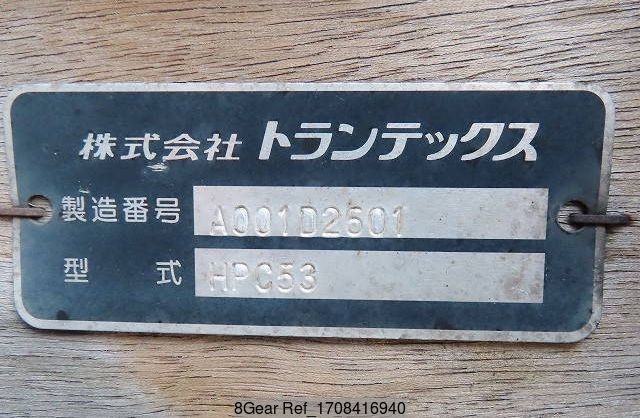 株式会社 トランテックス
製造番号 A001D2501
型 式 HPC53
8Gear Ref_1708416940